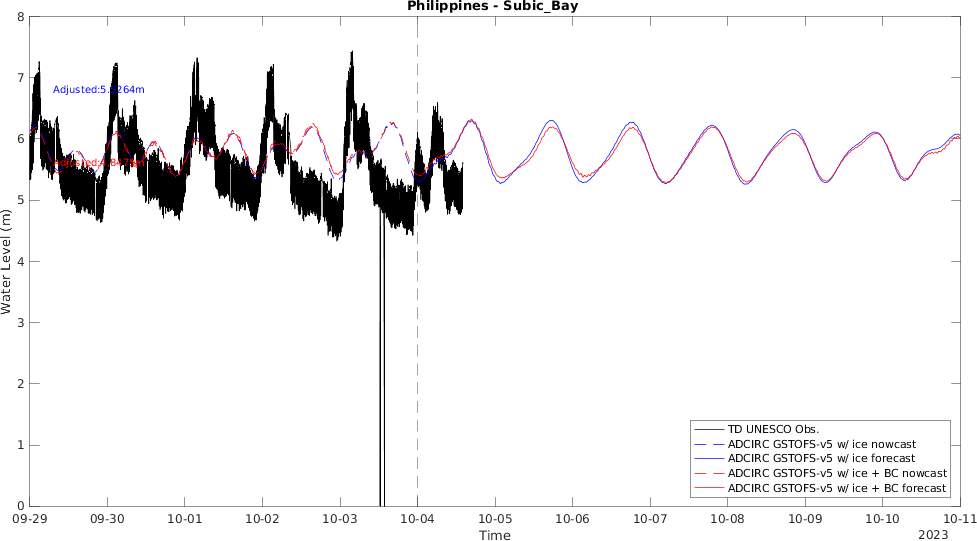 Philippines - Subic_Bay
8
7
6
5
4
3
2
1
0
Water Level (m)
09-29
09-30
10-01
10-02
10-03
10-04
10-05
10-06
10-07
10-08
10-09
10-10
10-11
Time
2023
TD UNESCO Obs.
ADCIRC GSTOFS-v5 w/ ice nowcast
ADCIRC GSTOFS-v5 w/ ice forecast
ADCIRC GSTOFS-v5 w/ ice + BC nowcast
ADCIRC GSTOFS-v5 w/ ice + BC forecast